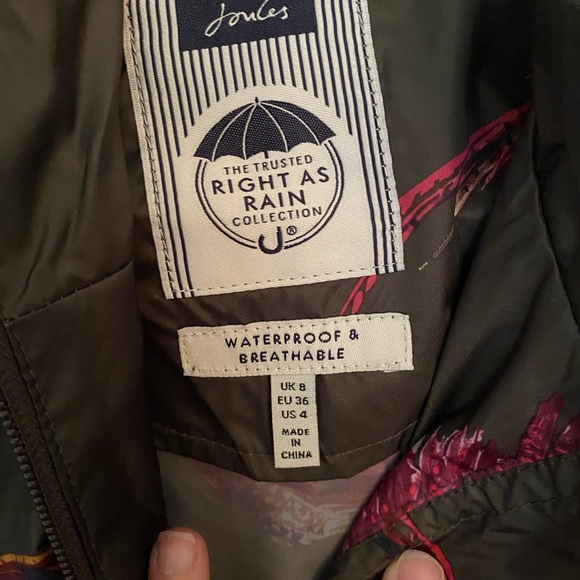 Joules
THE TRUSTED
RIGHT AS
RAIN
COLLECTION
®
WATERPROOF &
BREATHABLE
UK 8
EU 36
US 4
MADE
IN
CHINA